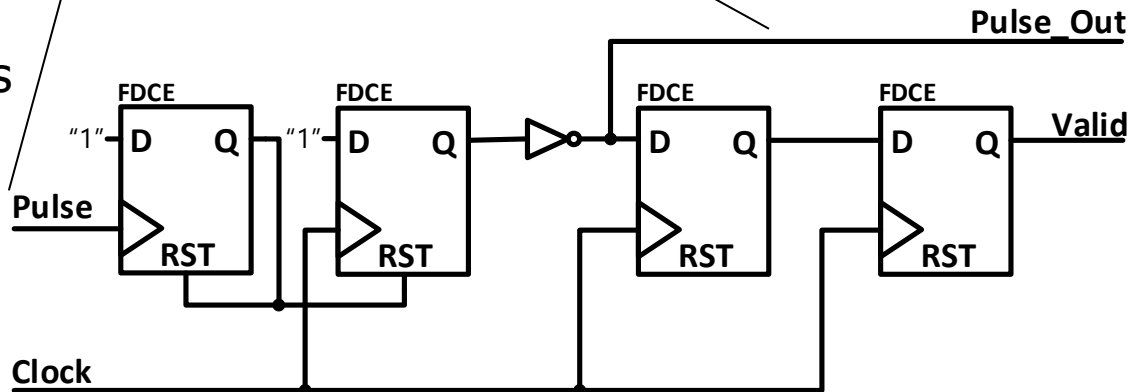 Pulse_Out
s
FDCE
FDCE
FDCE
FDCE
"1"
D
Q
"1"
D
Q
D
Q
D
Q
Valid
Pulse
RST
RST
RST
RST
Clock